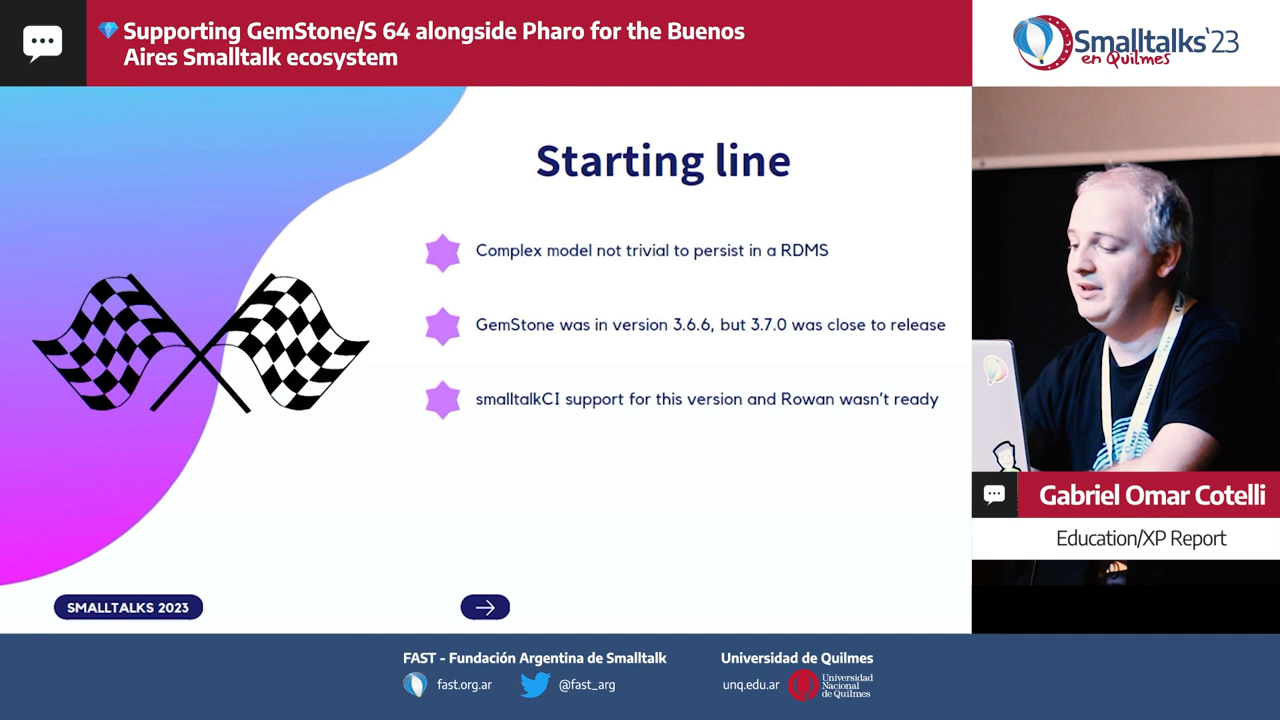 Supporting GemStone/S 64 alongside Pharo for the Buenos
Aires Smalltalk ecosystem
Smalltalks'23
en Quilmes
Starting line
Complex model not trivial to persist in a RDMS
GemStone was in version 3.6.6, but 3.7.0 was close to release
smalltalkCI support for this version and Rowan wasn't ready
SMALLTALKS 2023
Gabriel Omar Cotelli
Education/XP Report
FAST - Fundación Argentina de Smalltalk
fast.org.ar
@fast_arg
Universidad de Quilmes
unq.edu.ar
Universidad
Nacional
de Quilmes